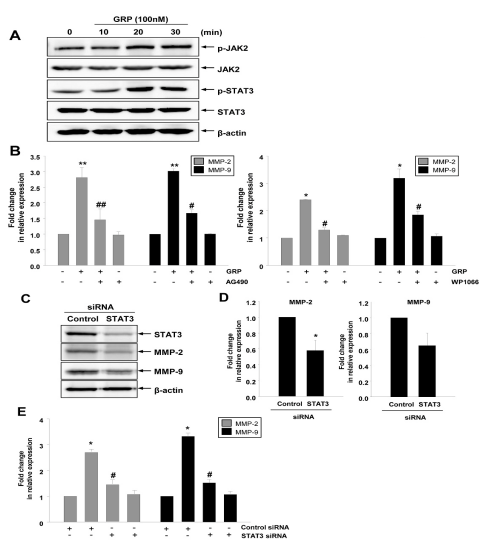 GRP (100nM)
A
0 10 20 30 (min)
p-JAK2
JAK2
p-STAT3
STAT3
β-actin
B
Fold change
in relative expression
3.5
3.0
2.5
2.0
1.5
1.0
0.5
0.0
MMP-2
MMP-9
** ## ** #
- + + - - + + - GRP
- - + + - - + + AG490
Fold change
in relative expression
4
3
2
1
0
MMP-2
MMP-9
* # * #
- + + - - + + - GRP
- - + + - - + + WP1066
C
siRNA
Control STAT3
STAT3
MMP-2
MMP-9
β-actin
D
MMP-2
Fold change
in relative expression
1.2
1.0
0.8
0.6
0.4
0.2
0.0
*
Control STAT3
siRNA
MMP-9
Fold change
in relative expression
1.2
1.0
0.8
0.6
0.4
0.2
0.0
Control STAT3
siRNA
E
Fold change
in relative expression
4
3
2
1
0
MMP-2
MMP-9
* # * #
+ + - - + + - - Control siRNA
- - + + - - + + STAT3 siRNA